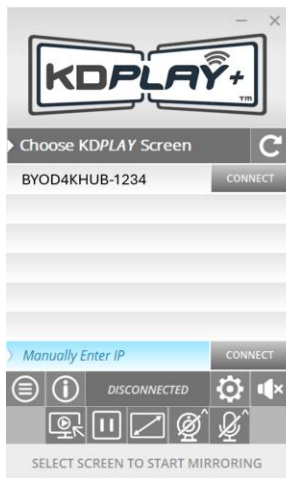 KDPLAY+
TM
Choose KDPLAY Screen
BYOD4KHUB-1234 CONNECT
Manually Enter IP CONNECT
DISCONNECTED
SELECT SCREEN TO START MIRRORING